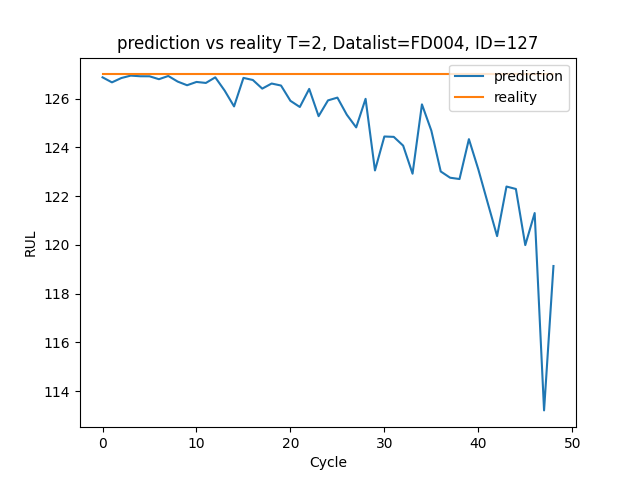 prediction vs reality T=2, Datalist=FD004, ID=127
prediction
reality
126
124
122
120
118
116
114
RUL
0 10 20 30 40 50
Cycle